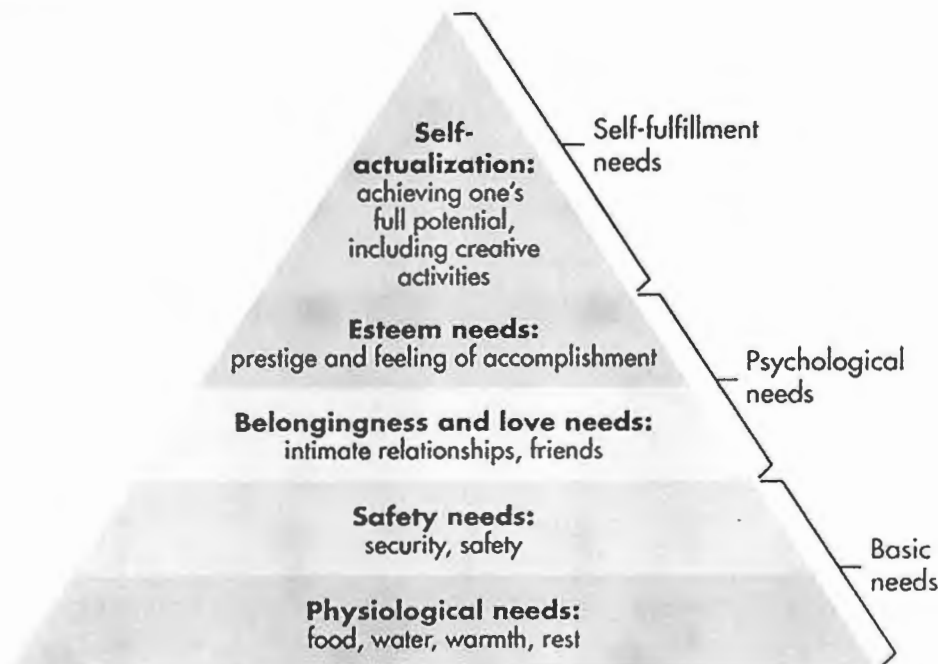 Self-
actualization:
achieving one's
full potential,
including creative
activities
Self-fulfillment
needs
Esteem needs:
prestige and feeling of accomplishment
Psychological
needs
Belongingness and love needs:
intimate relationships, friends
Safety needs:
security, safety
Basic
needs
Physiological needs:
food, water, warmth, rest